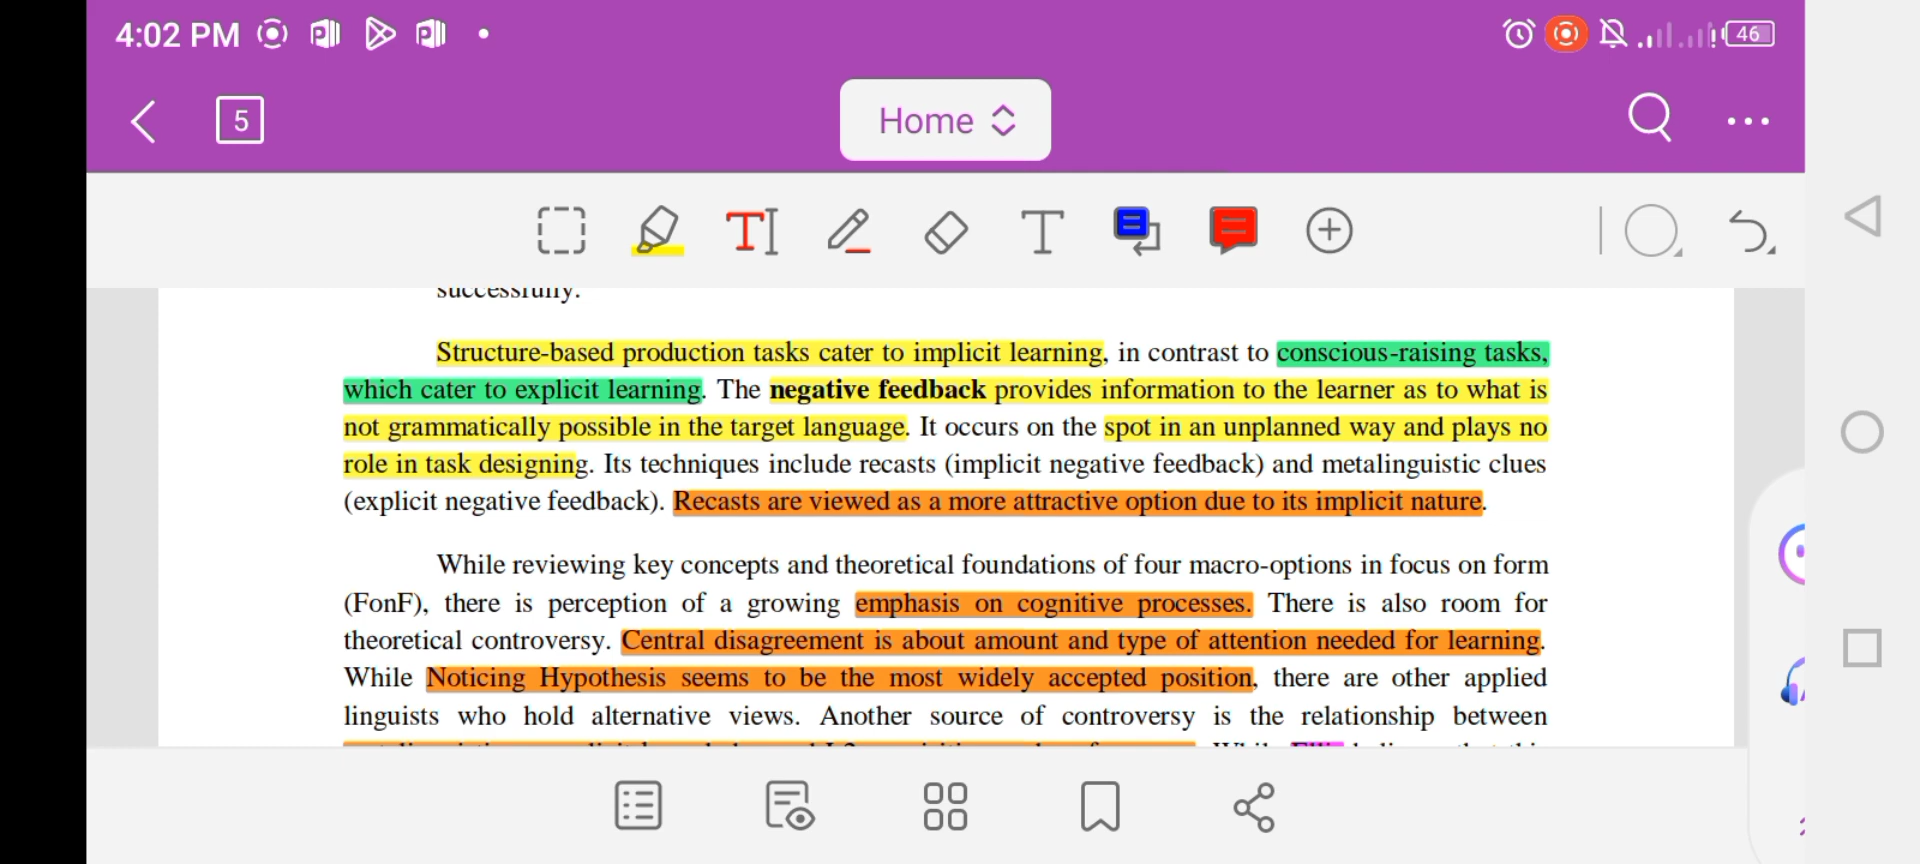 4:02 PM
46
5
Home
successfully.
Structure-based production tasks cater to implicit learning, in contrast to conscious-raising tasks,
which cater to explicit learning. The negative feedback provides information to the learner as to what is
not grammatically possible in the target language. It occurs on the spot in an unplanned way and plays no
role in task designing. Its techniques include recasts (implicit negative feedback) and metalinguistic clues
(explicit negative feedback). Recasts are viewed as a more attractive option due to its implicit nature.
While reviewing key concepts and theoretical foundations of four macro-options in focus on form
(FonF), there is perception of a growing emphasis on cognitive processes. There is also room for
theoretical controversy. Central disagreement is about amount and type of attention needed for learning.
While Noticing Hypothesis seems to be the most widely accepted position, there are other applied
linguists who hold alternative views. Another source of controversy is the relationship between